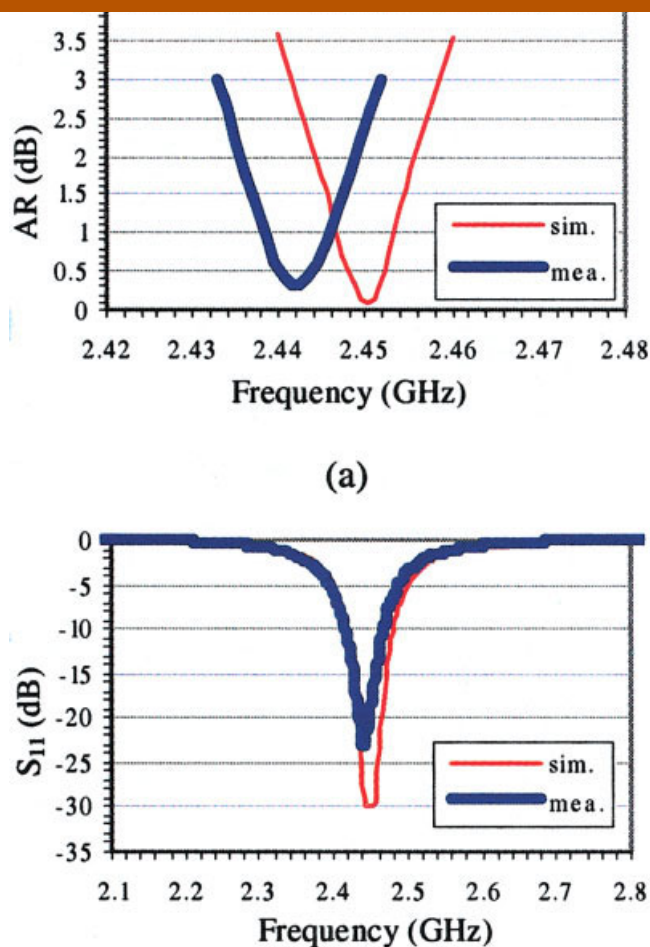 3.5
3
2.5
2
1.5
1
0.5
0
AR (dB)
sim.
mea.
2.42 2.43 2.44 2.45 2.46 2.47 2.48
Frequency (GHz)
(a)
0
-5
-10
-15
-20
-25
-30
-35
S11 (dB)
sim.
mea.
2.1 2.2 2.3 2.4 2.5 2.6 2.7 2.8
Frequency (GHz)